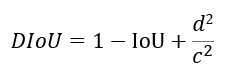 DIoU = 1 − IoU + d²/c²